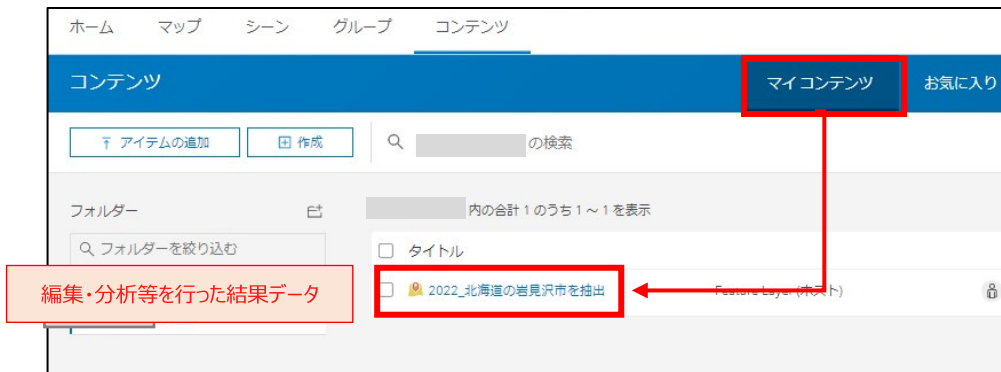 ホーム マップ シーン グループ コンテンツ
コンテンツ マイ コンテンツ お気に入り
アイテムの追加 作成 の検索
フォルダー 内の合計 1 のうち 1 ~ 1 を表示
フォルダーを絞り込む タイトル
編集・分析等を行った結果データ 2022_北海道の岩見沢市を抽出 Feature Layer (ホスト)